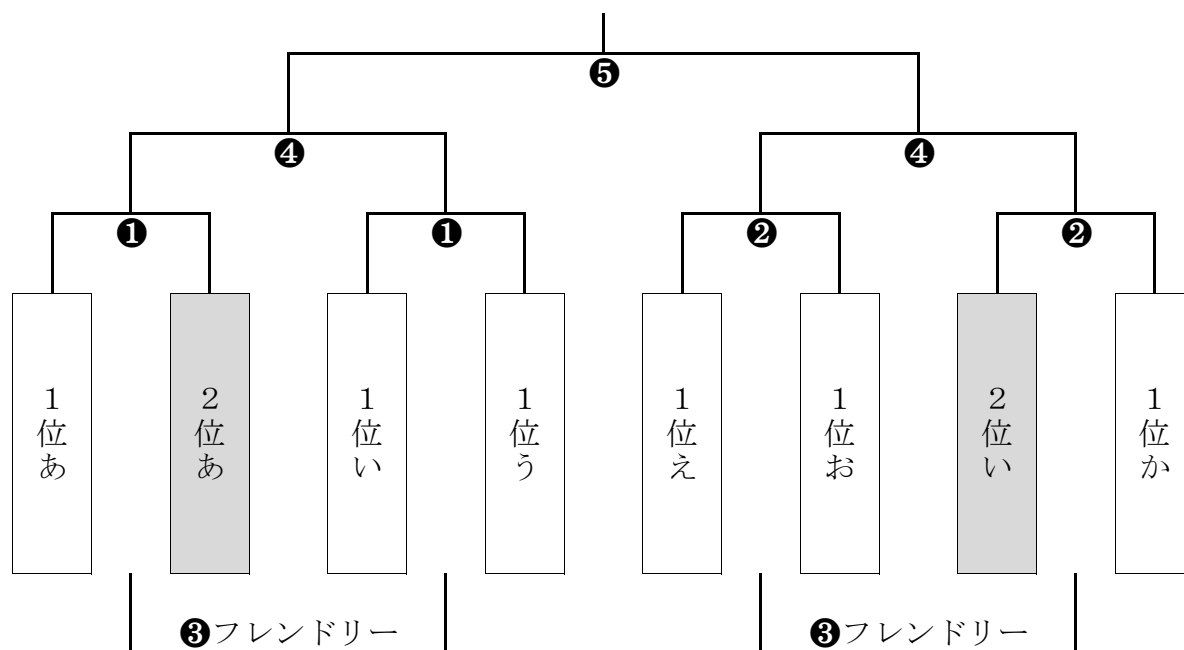 ❺
❹
❹
❶
❶
❷
❷
１位あ
２位あ
１位い
１位う
１位え
１位お
２位い
１位か
❸フレンドリー
❸フレンドリー